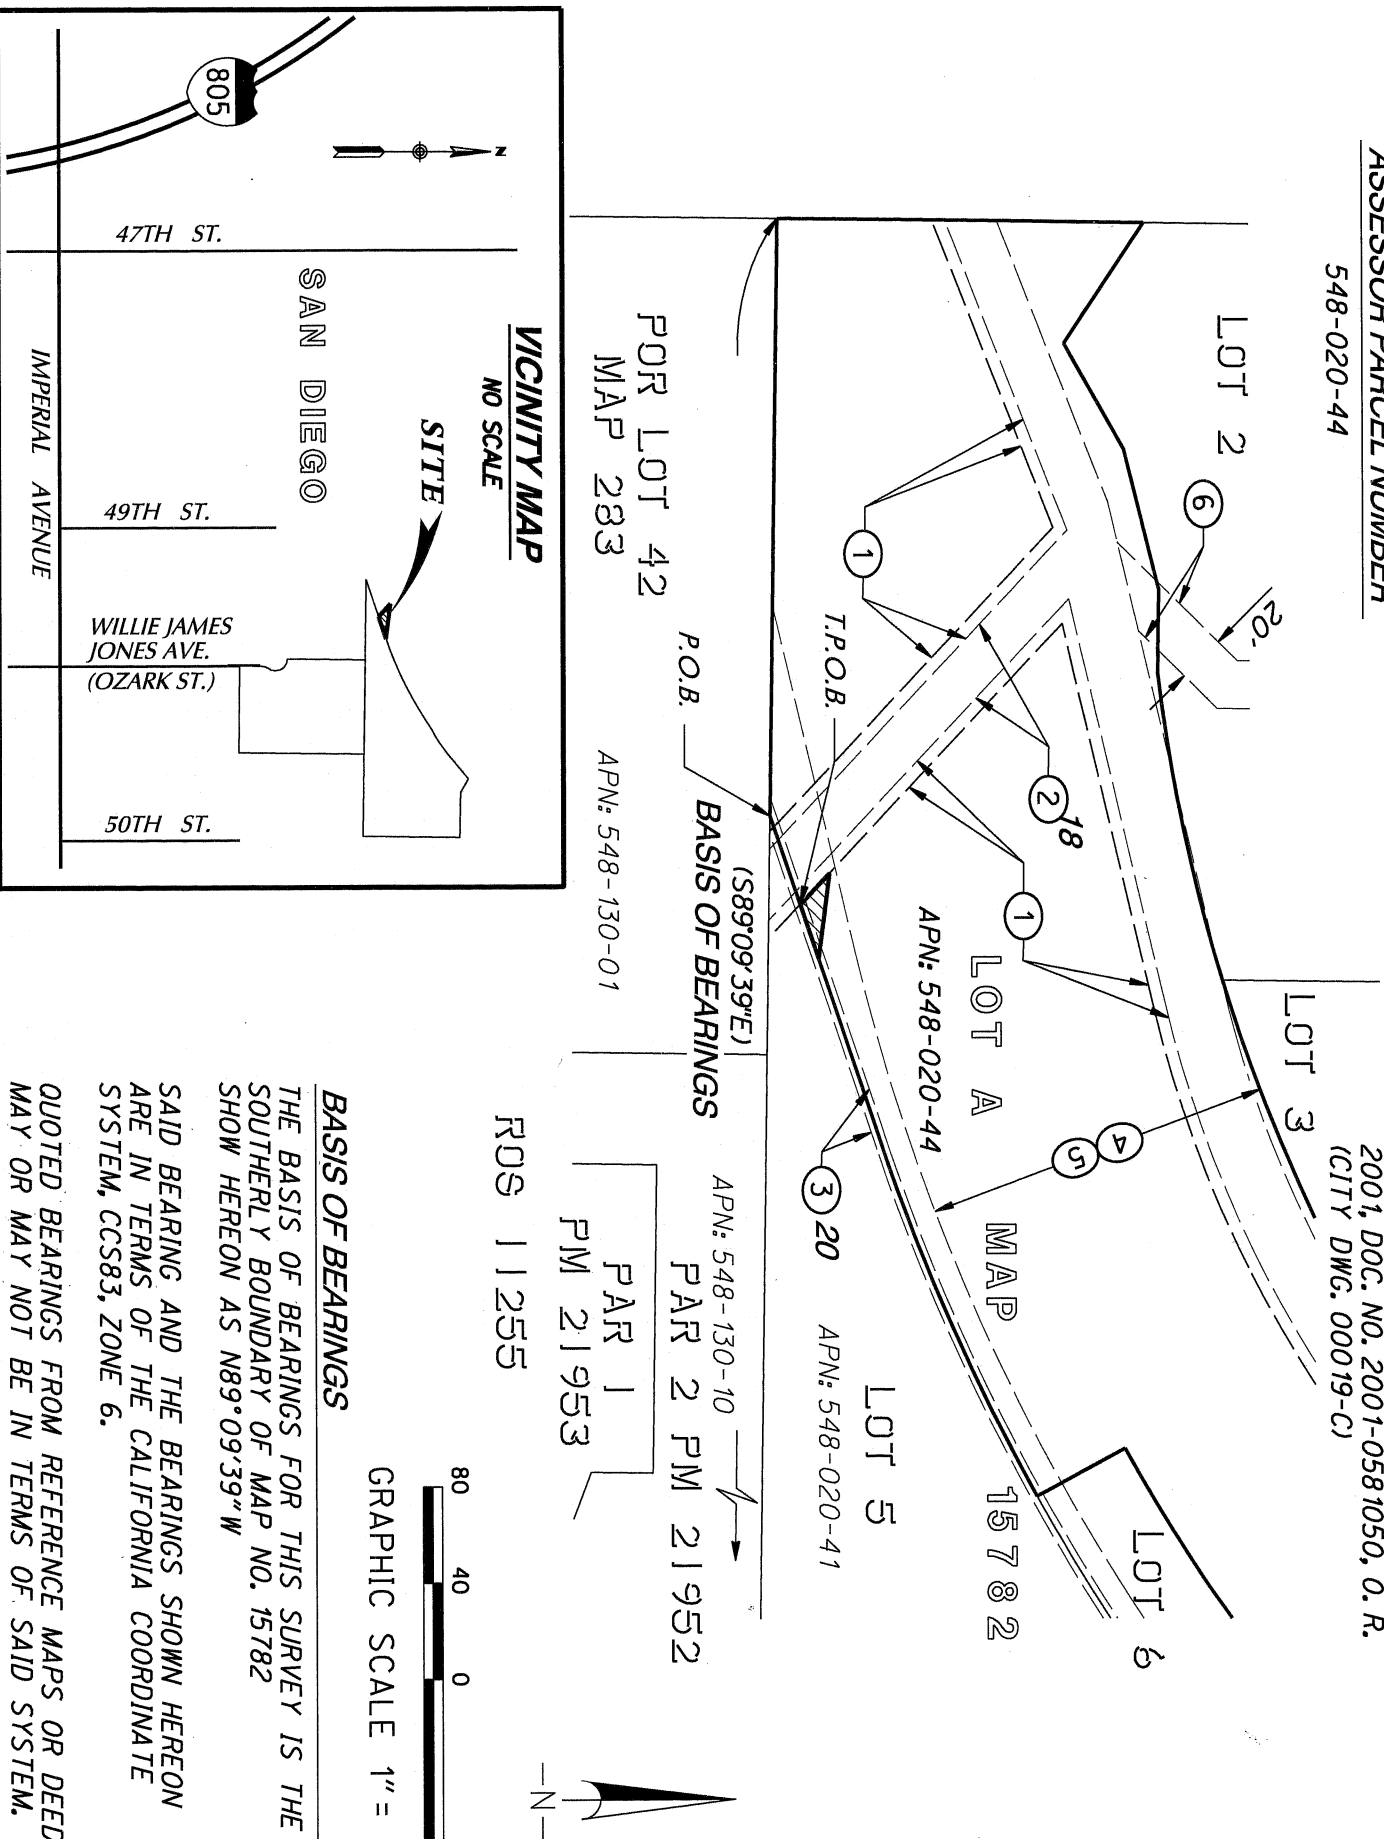 ASSESSOR PARCEL NUMBER
548-020-44
2001, DOC. NO. 2001-0581050, O. R.
(CITY DWG. 00019-C)
LOT 2
LOT 3
LOT 6
6
20'
1
2
18
1
4
5
3
20
T.P.O.B.
P.O.B.
LOT A
APN: 548-020-44
MAP 15782
LOT 5
APN: 548-020-41
POR LOT 42
MAP 283
APN: 548-130-01
(S89°09'39"E)
BASIS OF BEARINGS
APN: 548-130-10
PAR 2 PM 21952
PAR 1
PM 21953
ROS 11255
VICINITY MAP
NO SCALE
SITE
N
805
SAN DIEGO
47TH ST.
49TH ST.
WILLIE JAMES
JONES AVE.
(OZARK ST.)
50TH ST.
IMPERIAL AVENUE
N
80 40 0
GRAPHIC SCALE 1" =
BASIS OF BEARINGS
THE BASIS OF BEARINGS FOR THIS SURVEY IS THE
SOUTHERLY BOUNDARY OF MAP NO. 15782
SHOW HEREON AS N89°09'39"W
SAID BEARING AND THE BEARINGS SHOWN HEREON
ARE IN TERMS OF THE CALIFORNIA COORDINATE
SYSTEM, CCS83, ZONE 6.
QUOTED BEARINGS FROM REFERENCE MAPS OR DEED
MAY OR MAY NOT BE IN TERMS OF SAID SYSTEM.